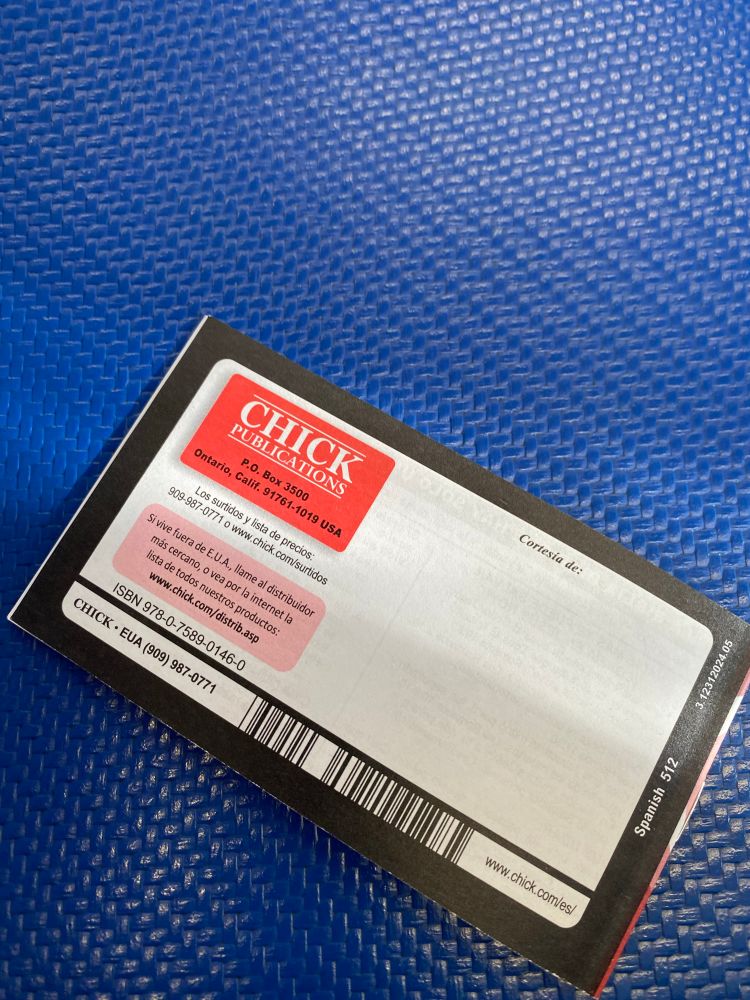 CHICK
PUBLICATIONS
P.O. Box 3500
Ontario, Calif. 91761-1019 USA
Los surtidos y lista de precios:
909-987-0771 o www.chick.com/surtidos
Si vive fuera de E.U.A., llame al distribuidor
más cercano, o vea por la internet la
lista de todos nuestros productos:
www.chick.com/distrib.asp
ISBN 978-0-7589-0146-0
CHICK • EUA (909) 987-0771
www.chick.com/es/
Cortesía de:
3.12312024.05
Spanish 512